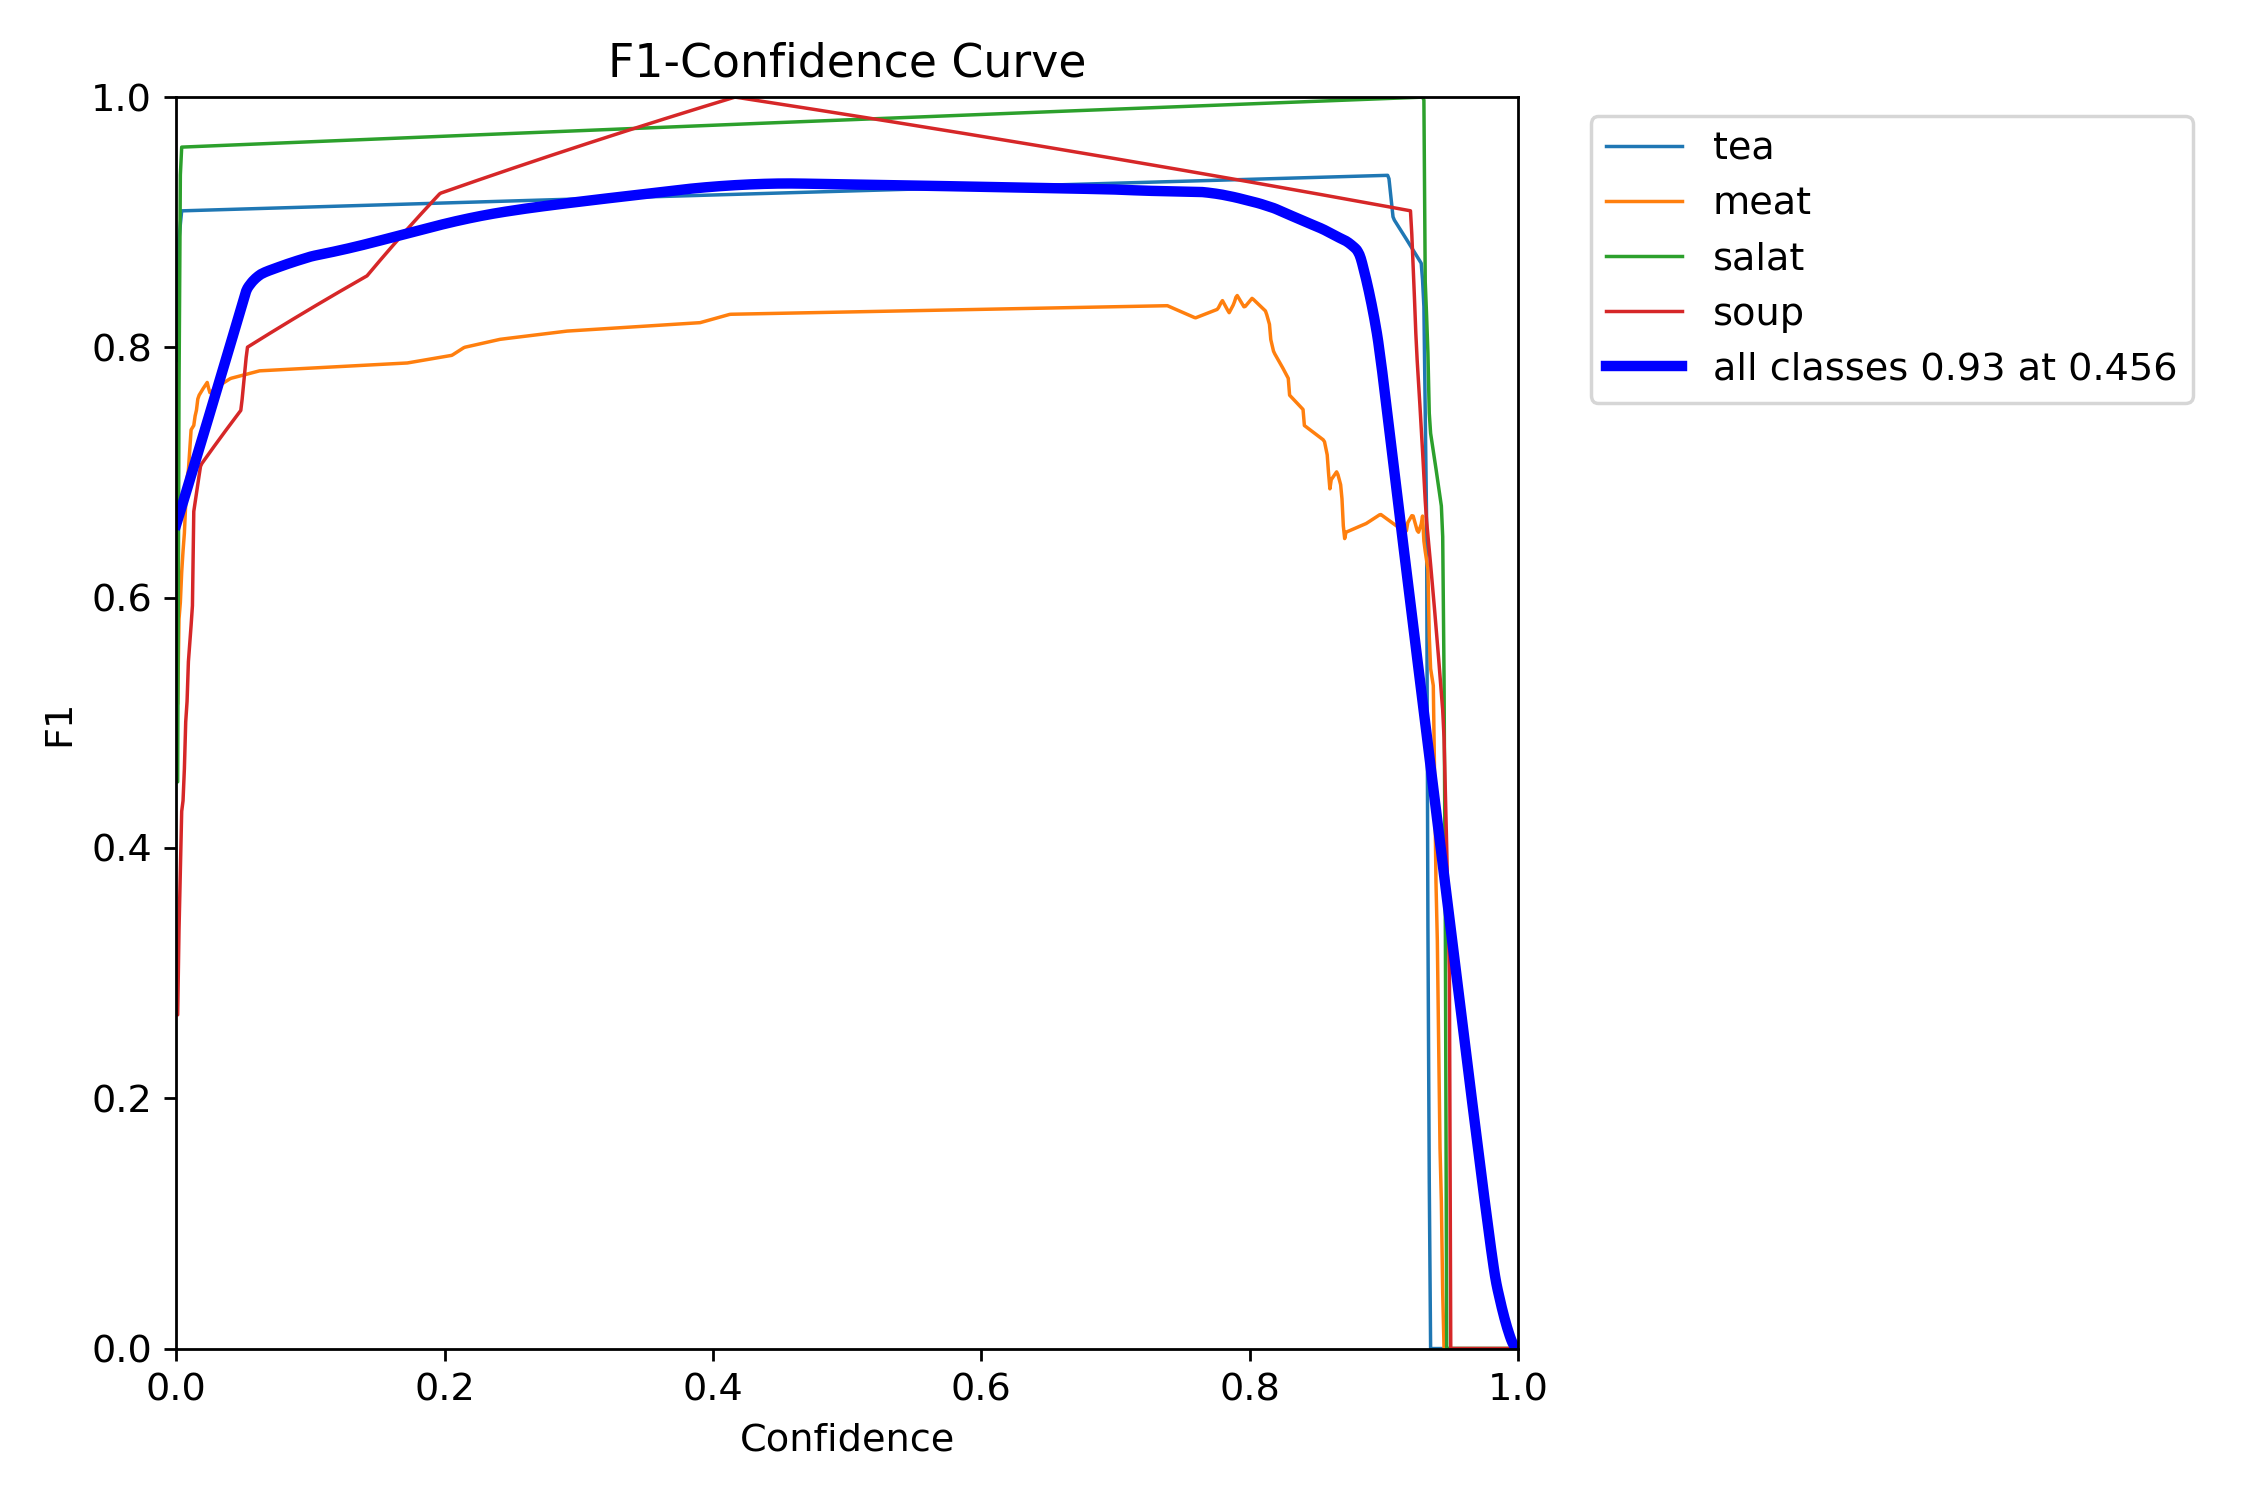 F1-Confidence Curve
1.0
0.8
0.6
0.4
0.2
0.0
F1
0.0 0.2 0.4 0.6 0.8 1.0
Confidence
tea
meat
salat
soup
all classes 0.93 at 0.456